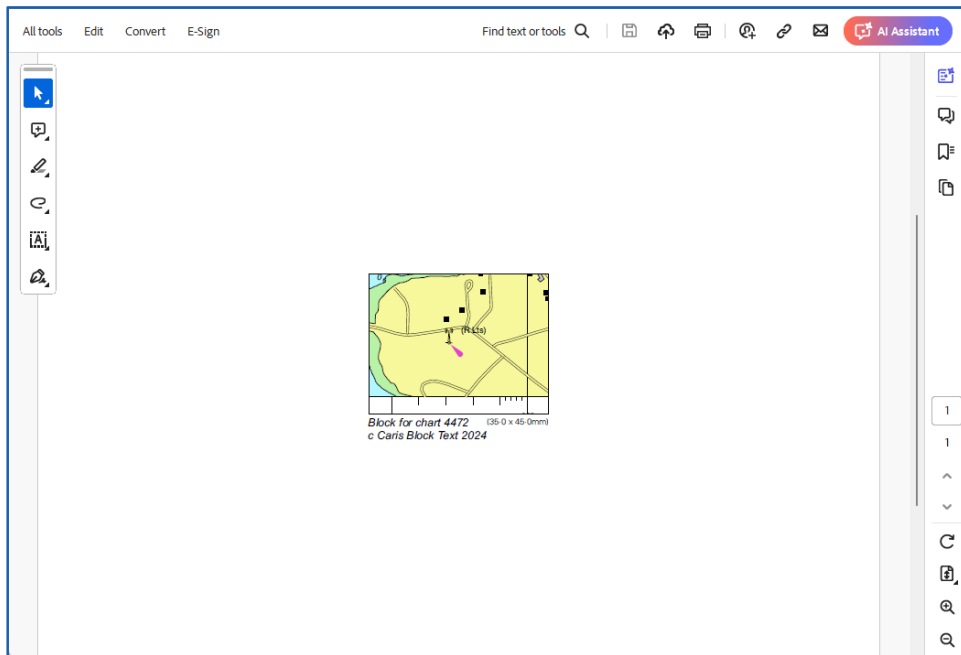 All tools Edit Convert E-Sign Find text or tools AI Assistant
A
(R Lts)
Block for chart 4472 (35·0 x 45·0mm)
c Caris Block Text 2024
1
1